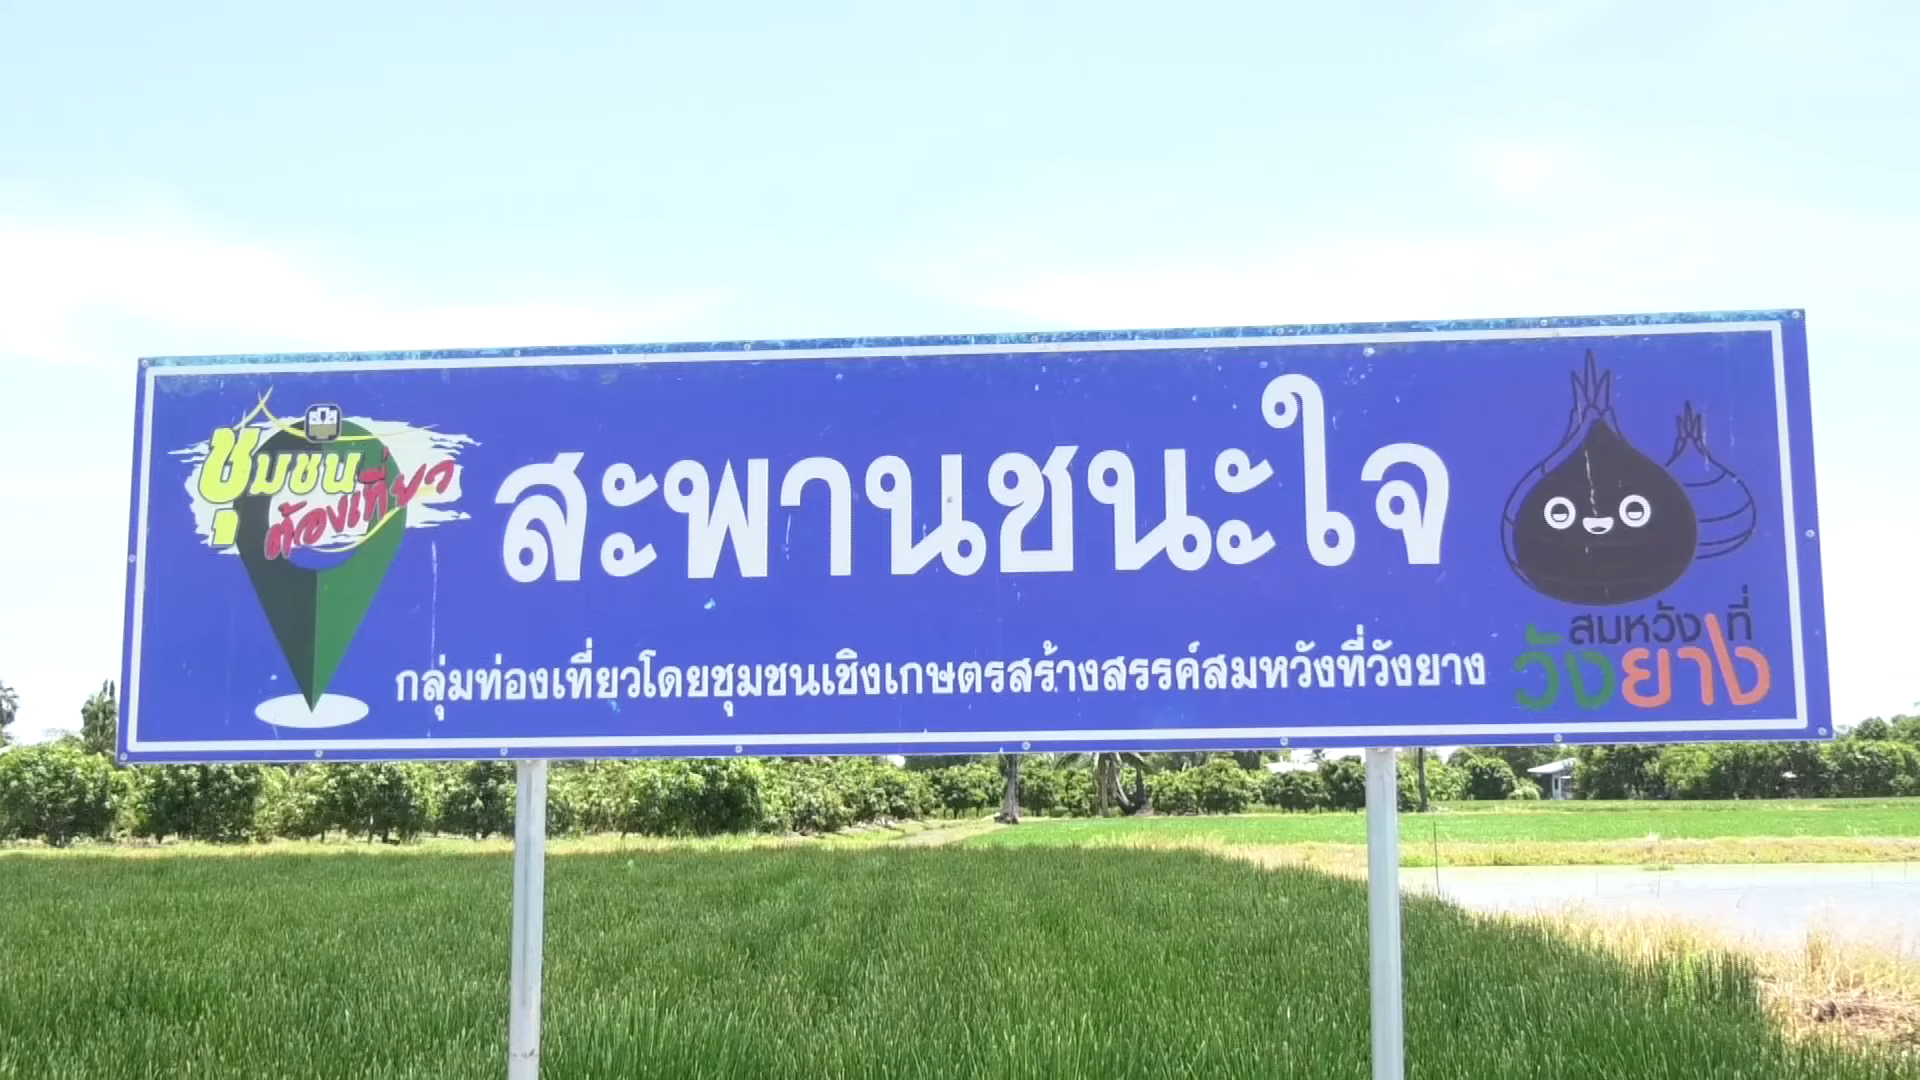 ชุมชน
ต้องเที่ยว
สะพานชนะใจ
กลุ่มท่องเที่ยวโดยชุมชนเชิงเกษตรสร้างสรรค์สมหวังที่วังยาง
สมหวังที่
วังยาง